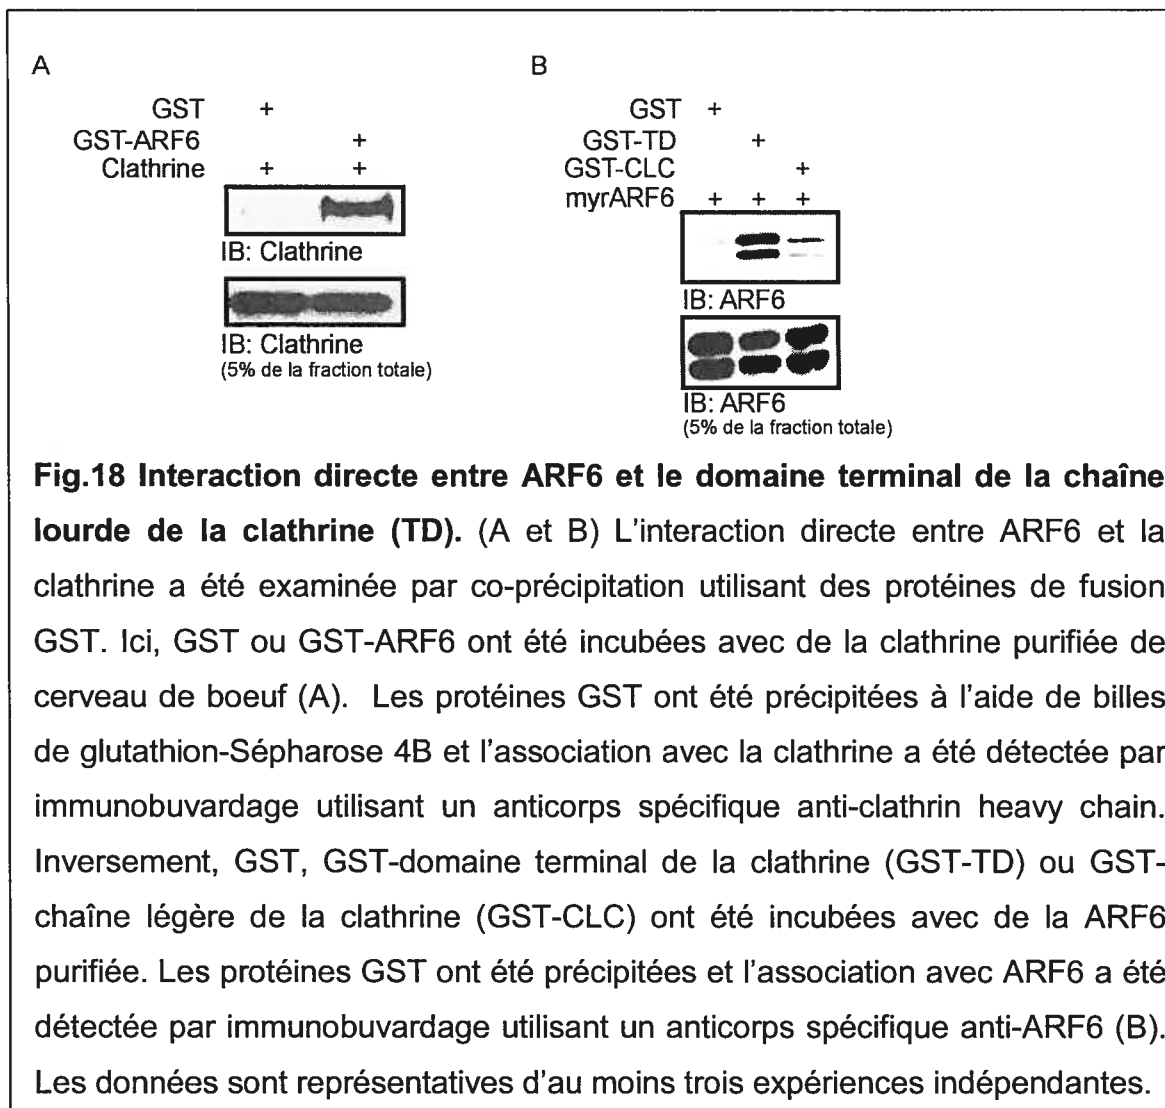 A
GST +
GST-ARF6 +
Clathrine + +
IB: Clathrine
IB: Clathrine
(5% de la fraction totale)
B
GST +
GST-TD +
GST-CLC +
myrARF6 + + +
IB: ARF6
IB: ARF6
(5% de la fraction totale)
Fig.18 Interaction directe entre ARF6 et le domaine terminal de la chaîne
lourde de la clathrine (TD). (A et B) L'interaction directe entre ARF6 et la
clathrine a été examinée par co-précipitation utilisant des protéines de fusion
GST. Ici, GST ou GST-ARF6 ont été incubées avec de la clathrine purifiée de
cerveau de boeuf (A). Les protéines GST ont été précipitées à l'aide de billes
de glutathion-Sépharose 4B et l'association avec la clathrine a été détectée par
immunobuvardage utilisant un anticorps spécifique anti-clathrin heavy chain.
Inversement, GST, GST-domaine terminal de la clathrine (GST-TD) ou GST-
chaîne légère de la clathrine (GST-CLC) ont été incubées avec de la ARF6
purifiée. Les protéines GST ont été précipitées et l'association avec ARF6 a été
détectée par immunobuvardage utilisant un anticorps spécifique anti-ARF6 (B).
Les données sont représentatives d'au moins trois expériences indépendantes.